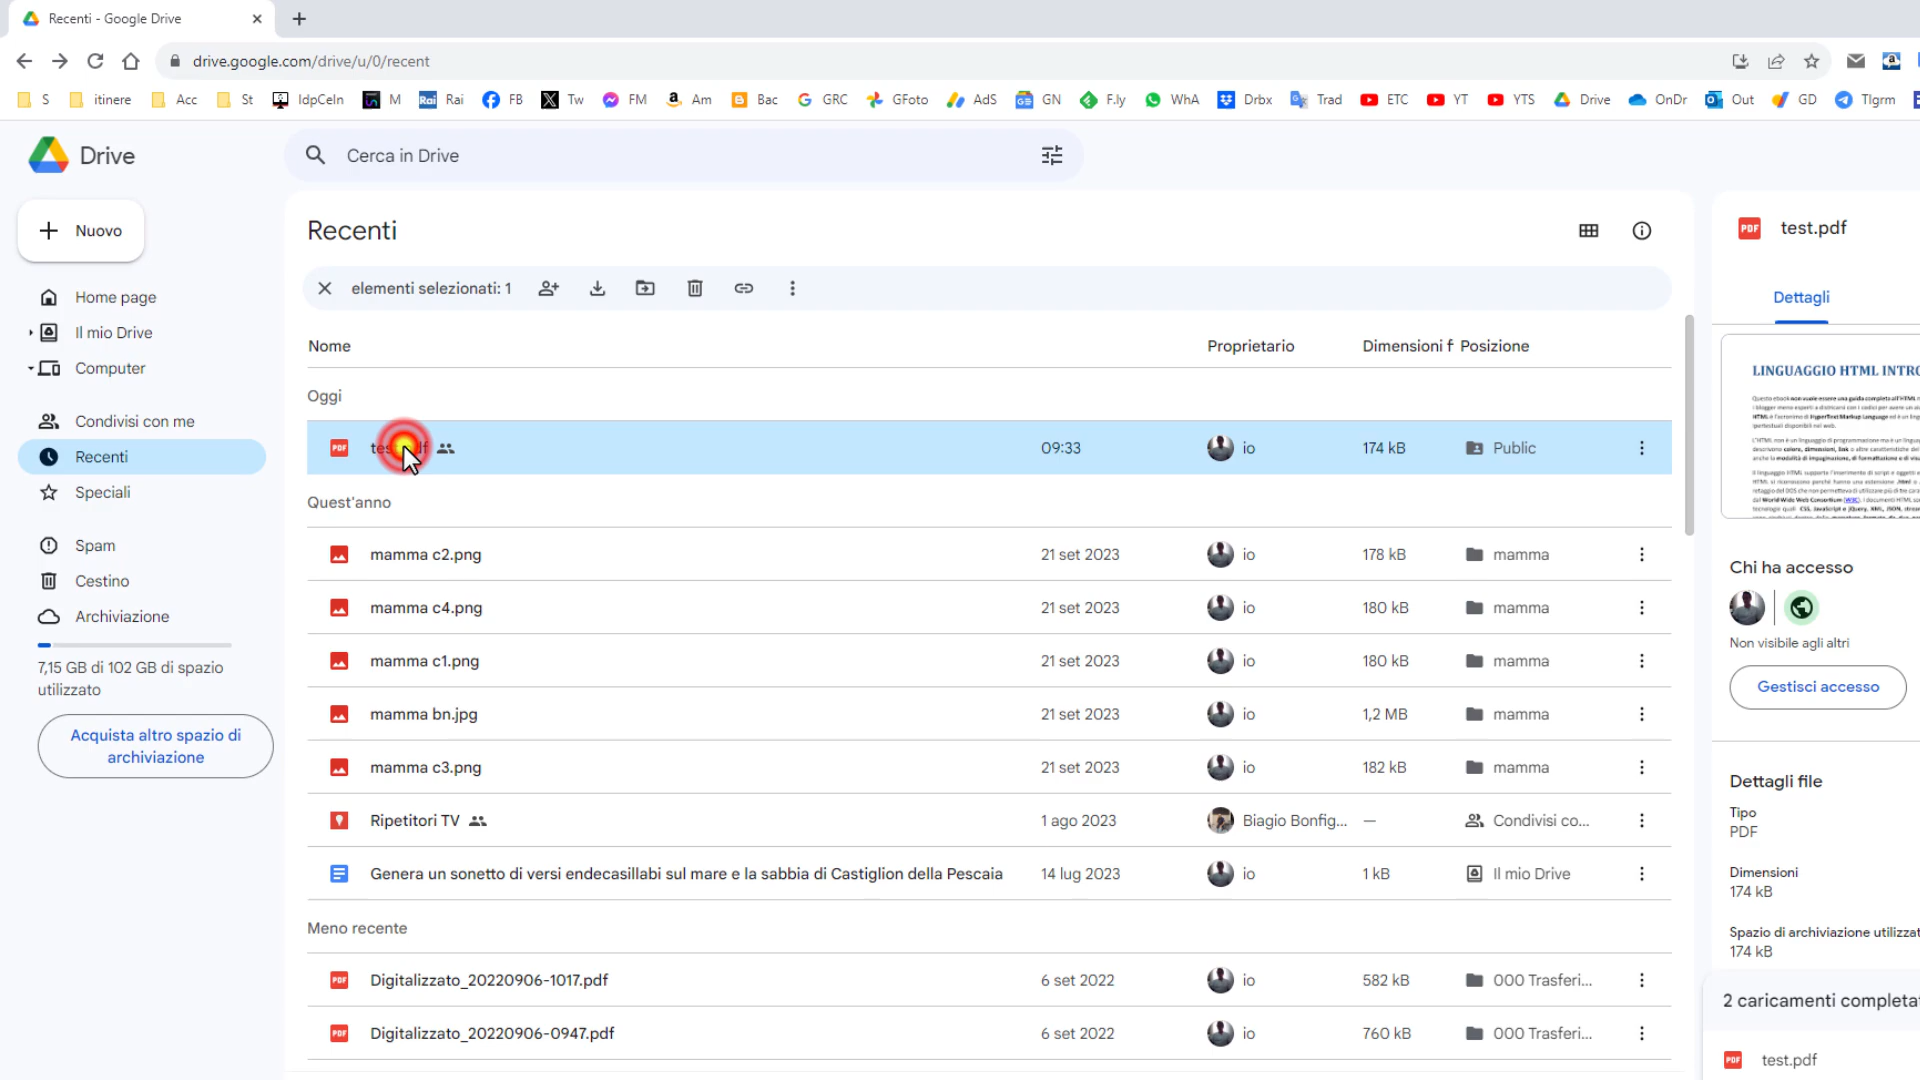 Recenti - Google Drive
drive.google.com/drive/u/0/recent
S itinere Acc St IdpCeIn M Rai FB Tw FM Am Bac GRC GFoto AdS GN F.ly WhA Drbx Trad ETC YT YTS Drive OnDr Out GD Tlgrm
Drive
Cerca in Drive
Nuovo
Home page
Il mio Drive
Computer
Condivisi con me
Recenti
Speciali
Spam
Cestino
Archiviazione
7,15 GB di 102 GB di spazio
utilizzato
Acquista altro spazio di
archiviazione
Recenti
elementi selezionati: 1
Nome Proprietario Dimensioni f Posizione
Oggi
09:33 io 174 kB Public
Quest'anno
mamma c2.png 21 set 2023 io 178 kB mamma
mamma c4.png 21 set 2023 io 180 kB mamma
mamma c1.png 21 set 2023 io 180 kB mamma
mamma bn.jpg 21 set 2023 io 1,2 MB mamma
mamma c3.png 21 set 2023 io 182 kB mamma
Ripetitori TV 1 ago 2023 Biagio Bonfig... — Condivisi co...
Genera un sonetto di versi endecasillabi sul mare e la sabbia di Castiglion della Pescaia 14 lug 2023 io 1 kB Il mio Drive
Meno recente
Digitalizzato_20220906-1017.pdf 6 set 2022 io 582 kB 000 Trasferi...
Digitalizzato_20220906-0947.pdf 6 set 2022 io 760 kB 000 Trasferi...
PDF test.pdf
Dettagli
LINGUAGGIO HTML INTRO
Chi ha accesso
Non visibile agli altri
Gestisci accesso
Dettagli file
Tipo
PDF
Dimensioni
174 kB
Spazio di archiviazione utilizzat
174 kB
2 caricamenti completat
PDF test.pdf